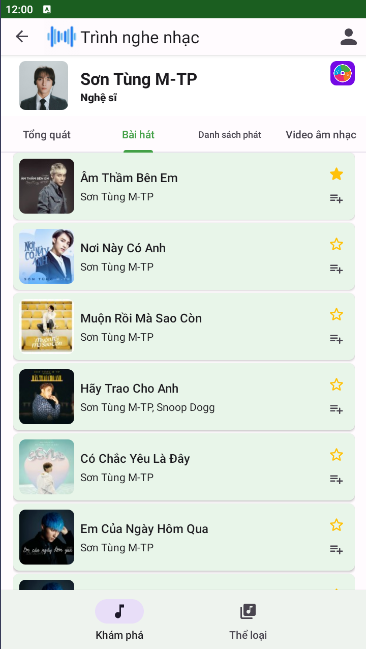 12:00
Trình nghe nhạc
Sơn Tùng M-TP
Nghệ sĩ
Tổng quát
Bài hát
Danh sách phát
Video âm nhạc
Âm Thầm Bên Em
Sơn Tùng M-TP
Nơi Này Có Anh
Sơn Tùng M-TP
Muộn Rồi Mà Sao Còn
Sơn Tùng M-TP
Hãy Trao Cho Anh
Sơn Tùng M-TP, Snoop Dogg
Có Chắc Yêu Là Đây
Sơn Tùng M-TP
Em Của Ngày Hôm Qua
Sơn Tùng M-TP
Khám phá
Thể loại